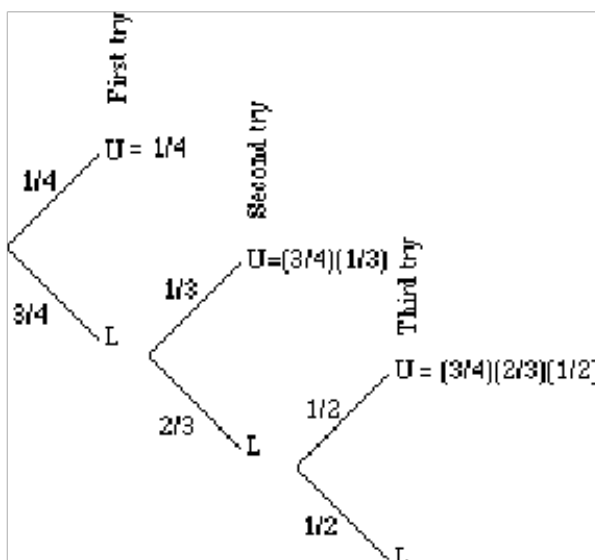 First try
1/4
U = 1/4
3/4
L
Second try
1/3
U=(3/4)(1/3)
2/3
L
Third try
1/2
U = (3/4)(2/3)(1/2)
1/2
L